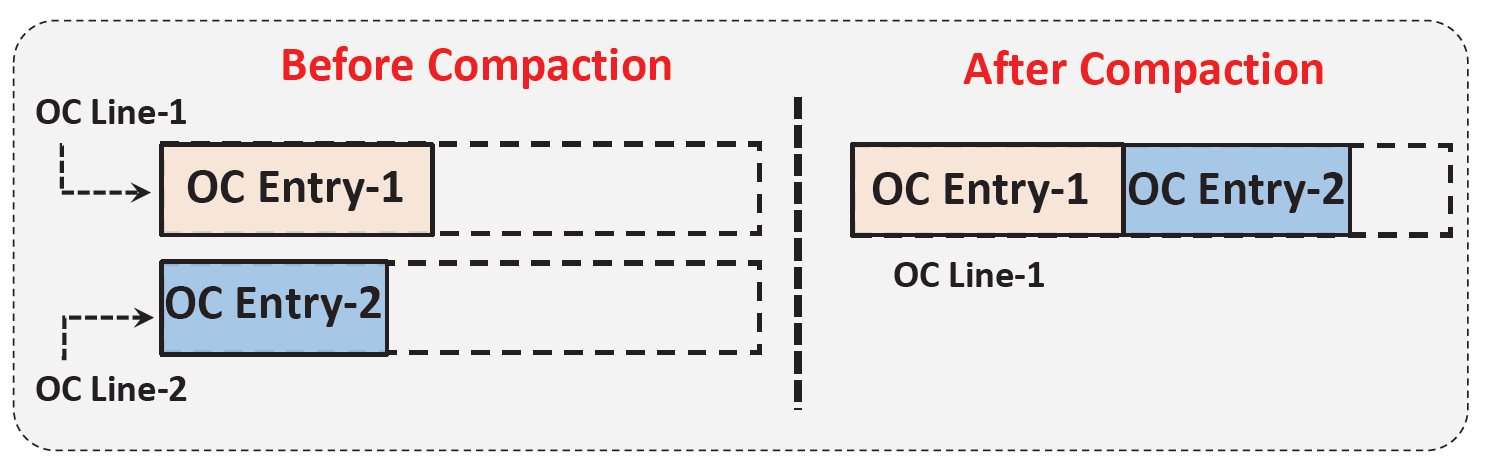 Before Compaction
OC Line-1
OC Entry-1
OC Entry-2
OC Line-2
After Compaction
OC Entry-1 OC Entry-2
OC Line-1